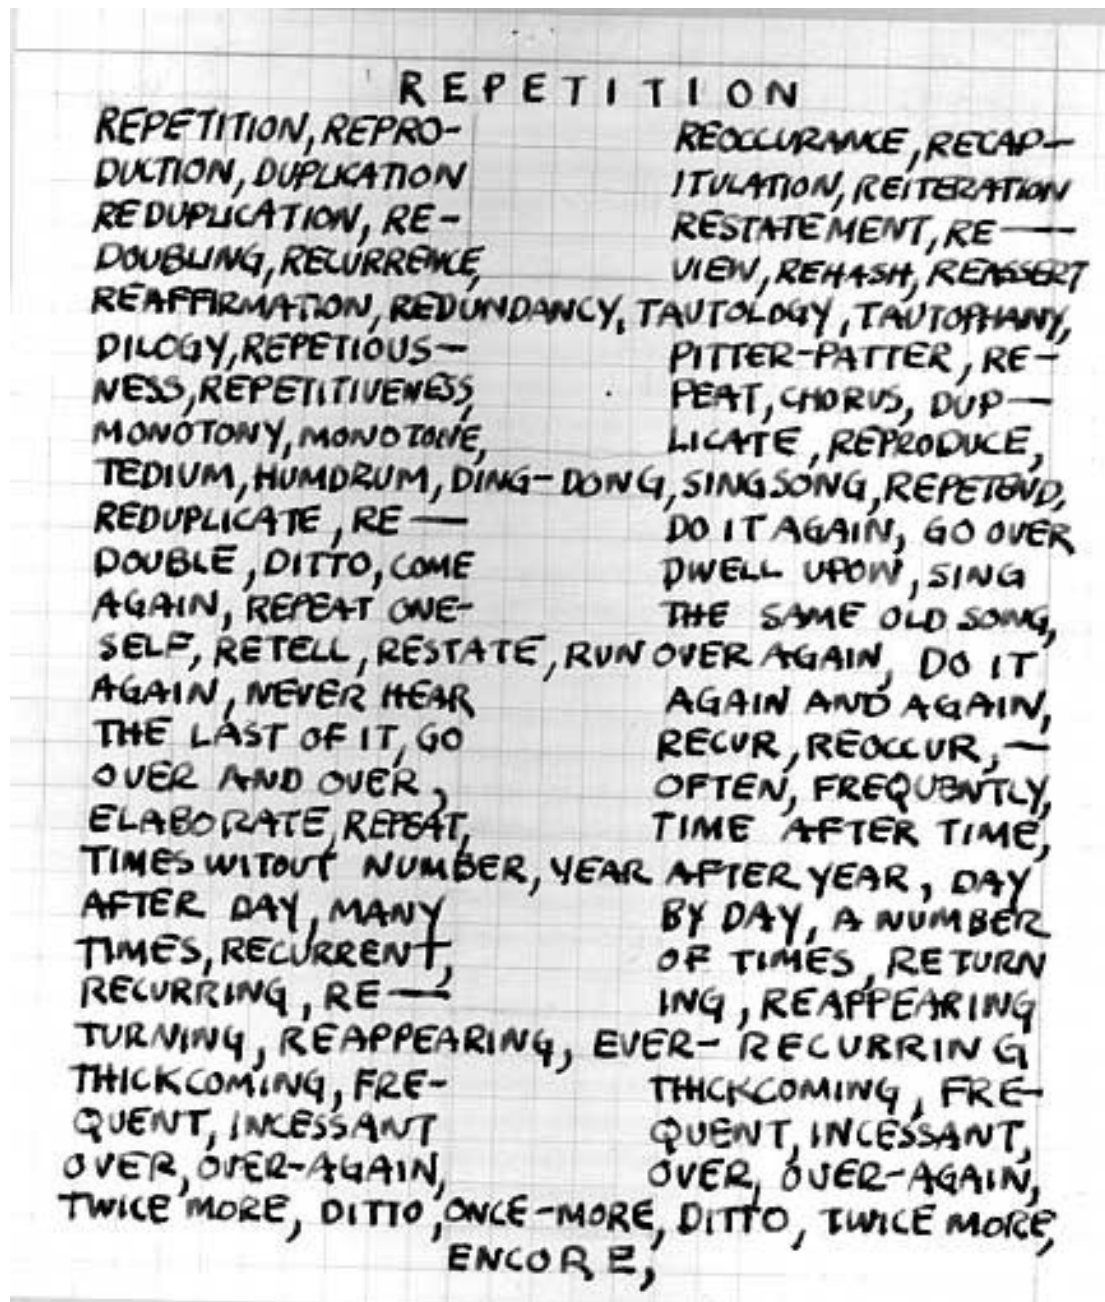 REPETITION
REPETITION, REPRO-
DUCTION, DUPLICATION
REDUPLICATION, RE-
DOUBLING, RECURRENCE,
REOCCURANCE, RECAP-
ITULATION, REITERATION
RESTATEMENT, RE—
VIEW, REHASH, REASSERT
REAFFIRMATION, REDUNDANCY, TAUTOLOGY, TAUTOPHANY,
DILOGY, REPETIOUS-
NESS, REPETITIVENESS,
MONOTONY, MONOTONE,
PITTER-PATTER, RE-
PEAT, CHORUS, DUP—
LICATE, REPRODUCE,
TEDIUM, HUMDRUM, DING-DONG, SINGSONG, REPETEND,
REDUPLICATE, RE—
DOUBLE, DITTO, COME
AGAIN, REPEAT ONE-
DO IT AGAIN, GO OVER
DWELL UPON, SING
THE SAME OLD SONG,
SELF, RETELL, RESTATE, RUN OVER AGAIN, DO IT
AGAIN, NEVER HEAR
THE LAST OF IT, GO
OVER AND OVER,
ELABORATE, REPEAT,
AGAIN AND AGAIN,
RECUR, REOCCUR, —
OFTEN, FREQUENTLY,
TIME AFTER TIME,
TIMES WITOUT NUMBER, YEAR AFTER YEAR, DAY
AFTER DAY, MANY
TIMES, RECURRENT,
RECURRING, RE—
BY DAY, A NUMBER
OF TIMES, RETURN
ING, REAPPEARING
TURNING, REAPPEARING, EVER-RECURRING
THICKCOMING, FRE-
QUENT, INCESSANT
OVER, OVER-AGAIN,
THICKCOMING, FRE-
QUENT, INCESSANT,
OVER, OVER-AGAIN,
TWICE MORE, DITTO, ONCE-MORE, DITTO, TWICE MORE,
ENCORE,